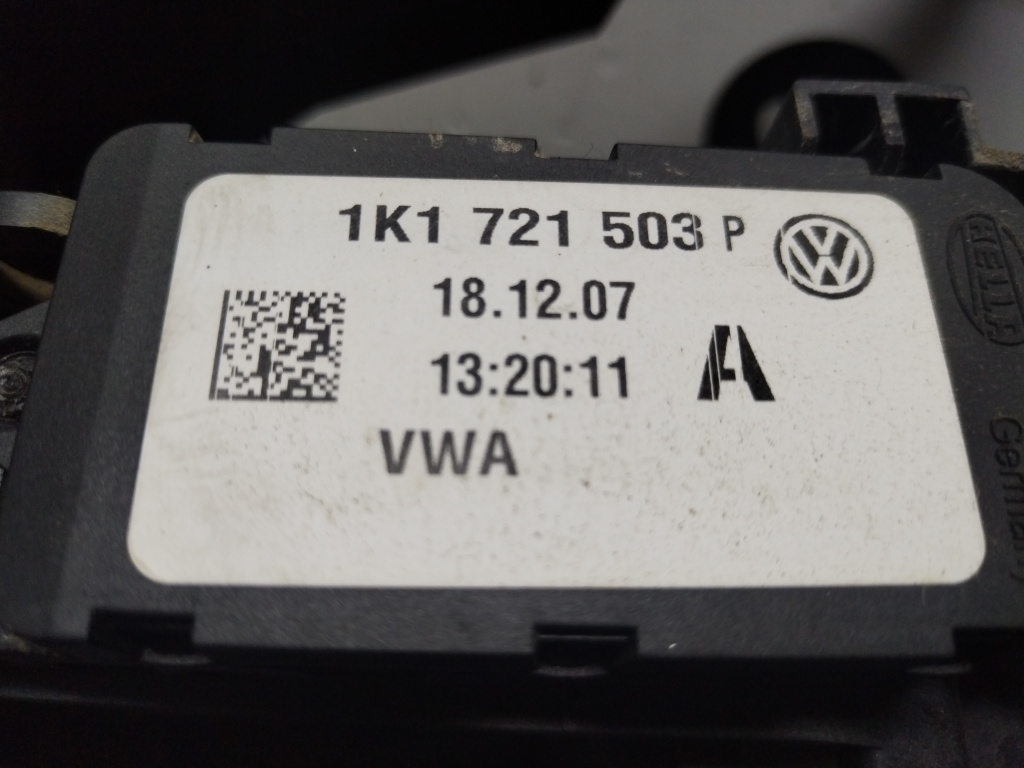 1K1 721 503 P
18.12.07
13:20:11
A
VWA
HELLA
Germany